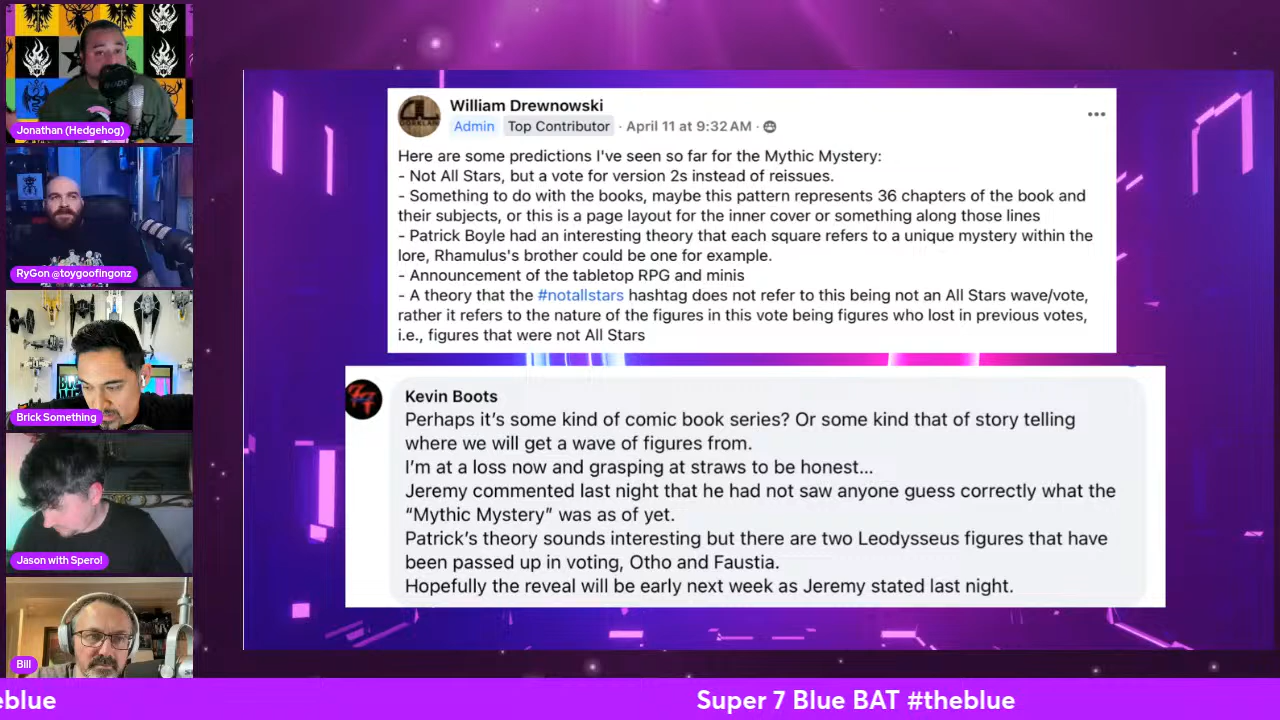 Jonathan (Hedgehog)
RyGon @toygoofingonz
Brick Something
Jason with Spero!
Bill
William Drewnowski
Admin Top Contributor · April 11 at 9:32 AM ·
Here are some predictions I've seen so far for the Mythic Mystery:
- Not All Stars, but a vote for version 2s instead of reissues.
- Something to do with the books, maybe this pattern represents 36 chapters of the book and
their subjects, or this is a page layout for the inner cover or something along those lines
- Patrick Boyle had an interesting theory that each square refers to a unique mystery within the
lore, Rhamulus's brother could be one for example.
- Announcement of the tabletop RPG and minis
- A theory that the #notallstars hashtag does not refer to this being not an All Stars wave/vote,
rather it refers to the nature of the figures in this vote being figures who lost in previous votes,
i.e., figures that were not All Stars
Kevin Boots
Perhaps it's some kind of comic book series? Or some kind that of story telling
where we will get a wave of figures from.
I'm at a loss now and grasping at straws to be honest...
Jeremy commented last night that he had not saw anyone guess correctly what the
“Mythic Mystery” was as of yet.
Patrick's theory sounds interesting but there are two Leodysseus figures that have
been passed up in voting, Otho and Faustia.
Hopefully the reveal will be early next week as Jeremy stated last night.
eblue
Super 7 Blue BAT #theblue